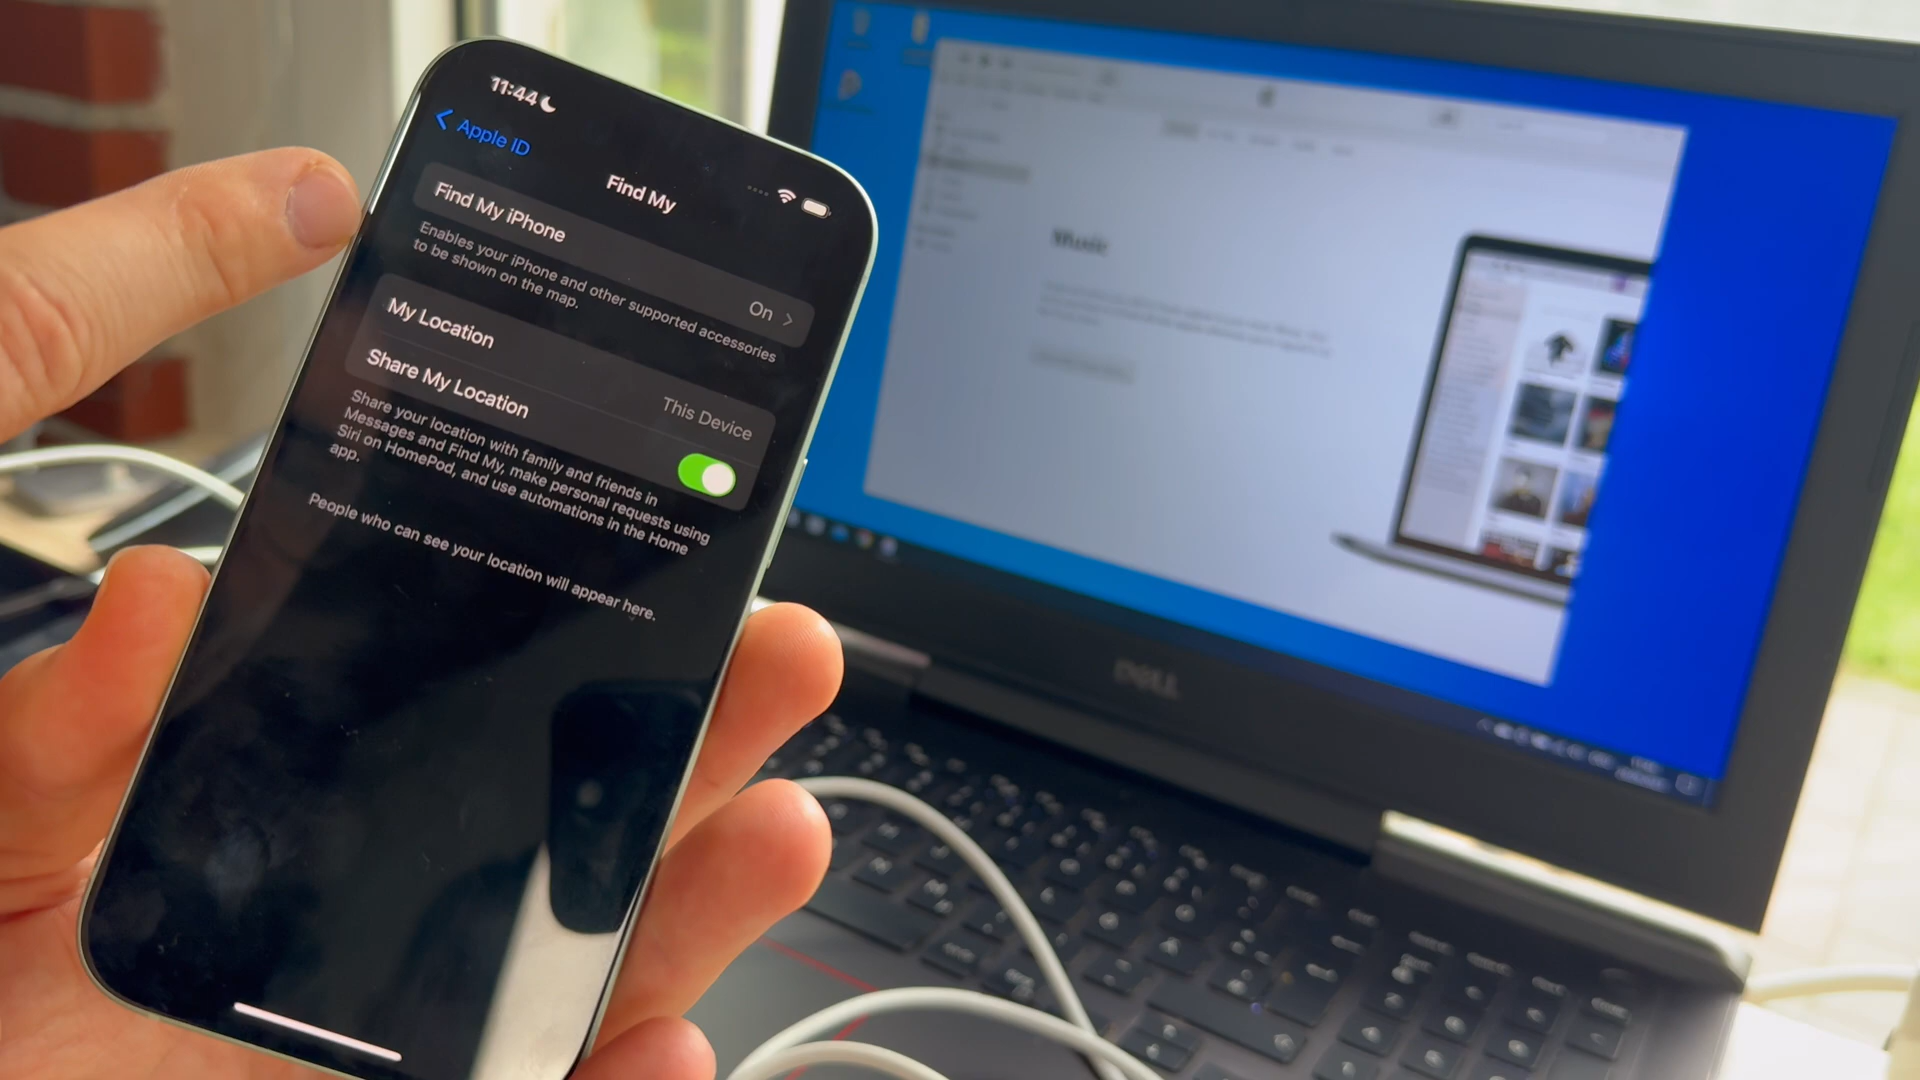 11:44
Apple ID
Find My
Find My iPhone
On
Enables your iPhone and other supported accessories
to be shown on the map.
My Location
This Device
Share My Location
Share your location with family and friends in
Messages and Find My, make personal requests using
Siri on HomePod, and use automations in the Home
app.
People who can see your location will appear here.
Music
DELL